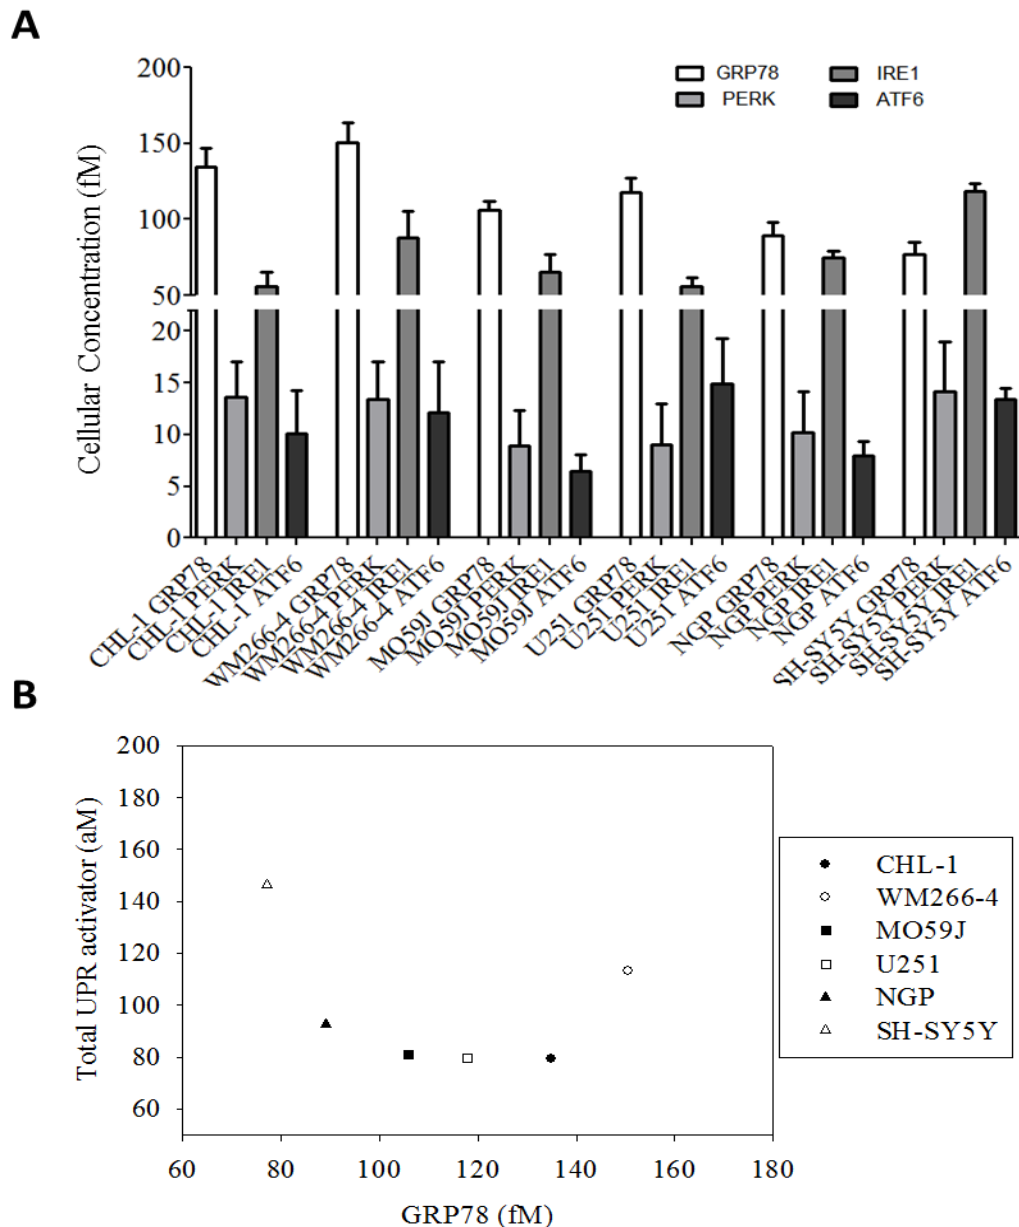 A
200
150
100
50
20
15
10
5
0
Cellular Concentration (fM)
GRP78
IRE1
PERK
ATF6
CHL-1 GRP78
CHL-1 PERK
CHL-1 IRE1
CHL-1 ATF6
WM266-4 GRP78
WM266-4 PERK
WM266-4 IRE1
WM266-4 ATF6
MO59J GRP78
MO59J PERK
MO59J IRE1
MO59J ATF6
U251 GRP78
U251 PERK
U251 IRE1
U251 ATF6
NGP GRP78
NGP PERK
NGP IRE1
NGP ATF6
SH-SY5Y GRP78
SH-SY5Y PERK
SH-SY5Y IRE1
SH-SY5Y ATF6
B
200
180
160
140
120
100
80
60
Total UPR activator (aM)
60 80 100 120 140 160 180
GRP78 (fM)
CHL-1
WM266-4
MO59J
U251
NGP
SH-SY5Y